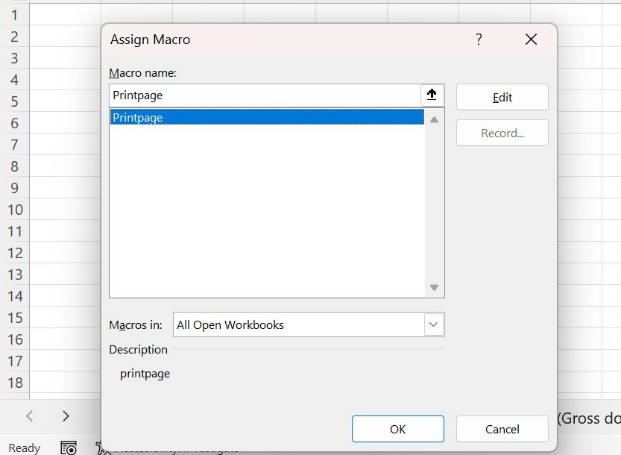 1
Assign Macro
?
2
3
Macro name:
4
Printpage
Edit
5
Printpage
6
Record...
7
8
9
10
11
12
13
14
15
Macros in: All Open Workbooks
16
Description
17
printpage
18
OK
Cancel
(Gross do
Ready